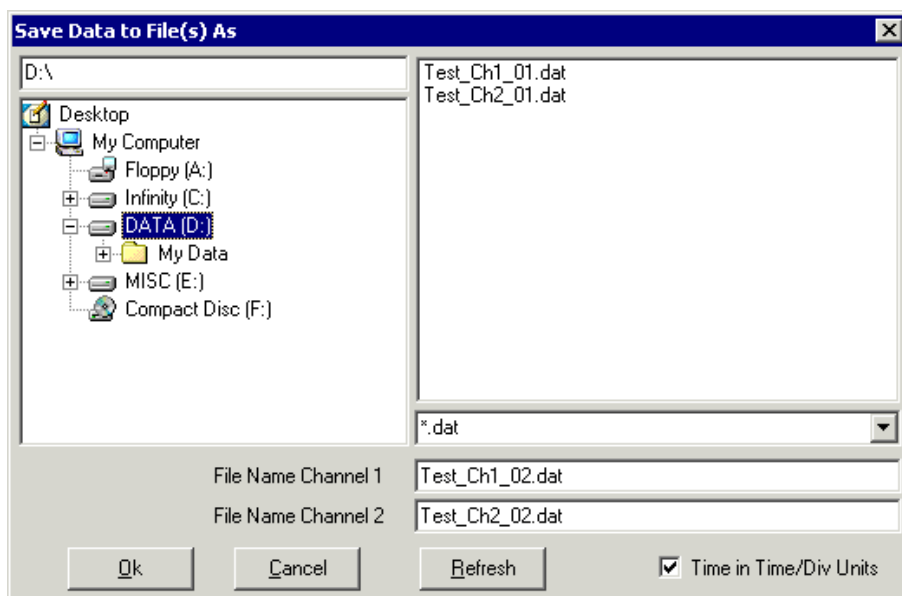 Save Data to File(s) As
D:\
Desktop
My Computer
Floppy (A:)
Infinity (C:)
DATA (D:)
My Data
MISC (E:)
Compact Disc (F:)
Test_Ch1_01.dat
Test_Ch2_01.dat
*.dat
File Name Channel 1
Test_Ch1_02.dat
File Name Channel 2
Test_Ch2_02.dat
Ok
Cancel
Refresh
Time in Time/Div Units